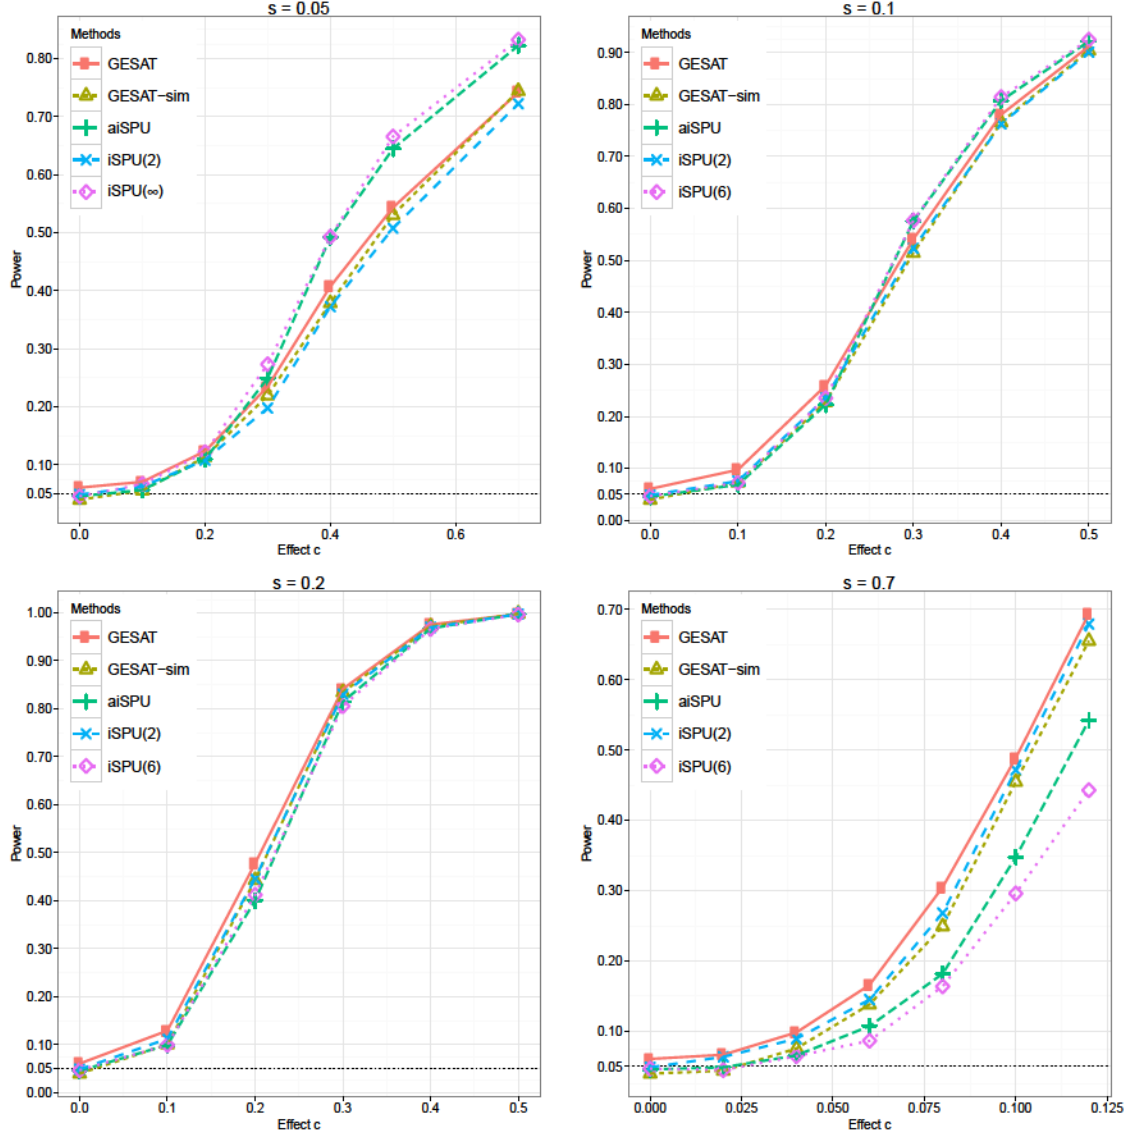 s = 0.05
Methods
GESAT
GESAT-sim
aiSPU
iSPU(2)
iSPU(∞)
Power
0.80
0.70
0.60
0.50
0.40
0.30
0.20
0.10
0.05
0.0 0.2 0.4 0.6
Effect c
s = 0.1
Methods
GESAT
GESAT-sim
aiSPU
iSPU(2)
iSPU(6)
Power
0.90
0.80
0.70
0.60
0.50
0.40
0.30
0.20
0.10
0.05
0.00
0.0 0.1 0.2 0.3 0.4 0.5
Effect c
s = 0.2
Methods
GESAT
GESAT-sim
aiSPU
iSPU(2)
iSPU(6)
Power
1.00
0.90
0.80
0.70
0.60
0.50
0.40
0.30
0.20
0.10
0.05
0.00
0.0 0.1 0.2 0.3 0.4 0.5
Effect c
s = 0.7
Methods
GESAT
GESAT-sim
aiSPU
iSPU(2)
iSPU(6)
Power
0.70
0.60
0.50
0.40
0.30
0.20
0.10
0.05
0.000 0.025 0.050 0.075 0.100 0.125
Effect c